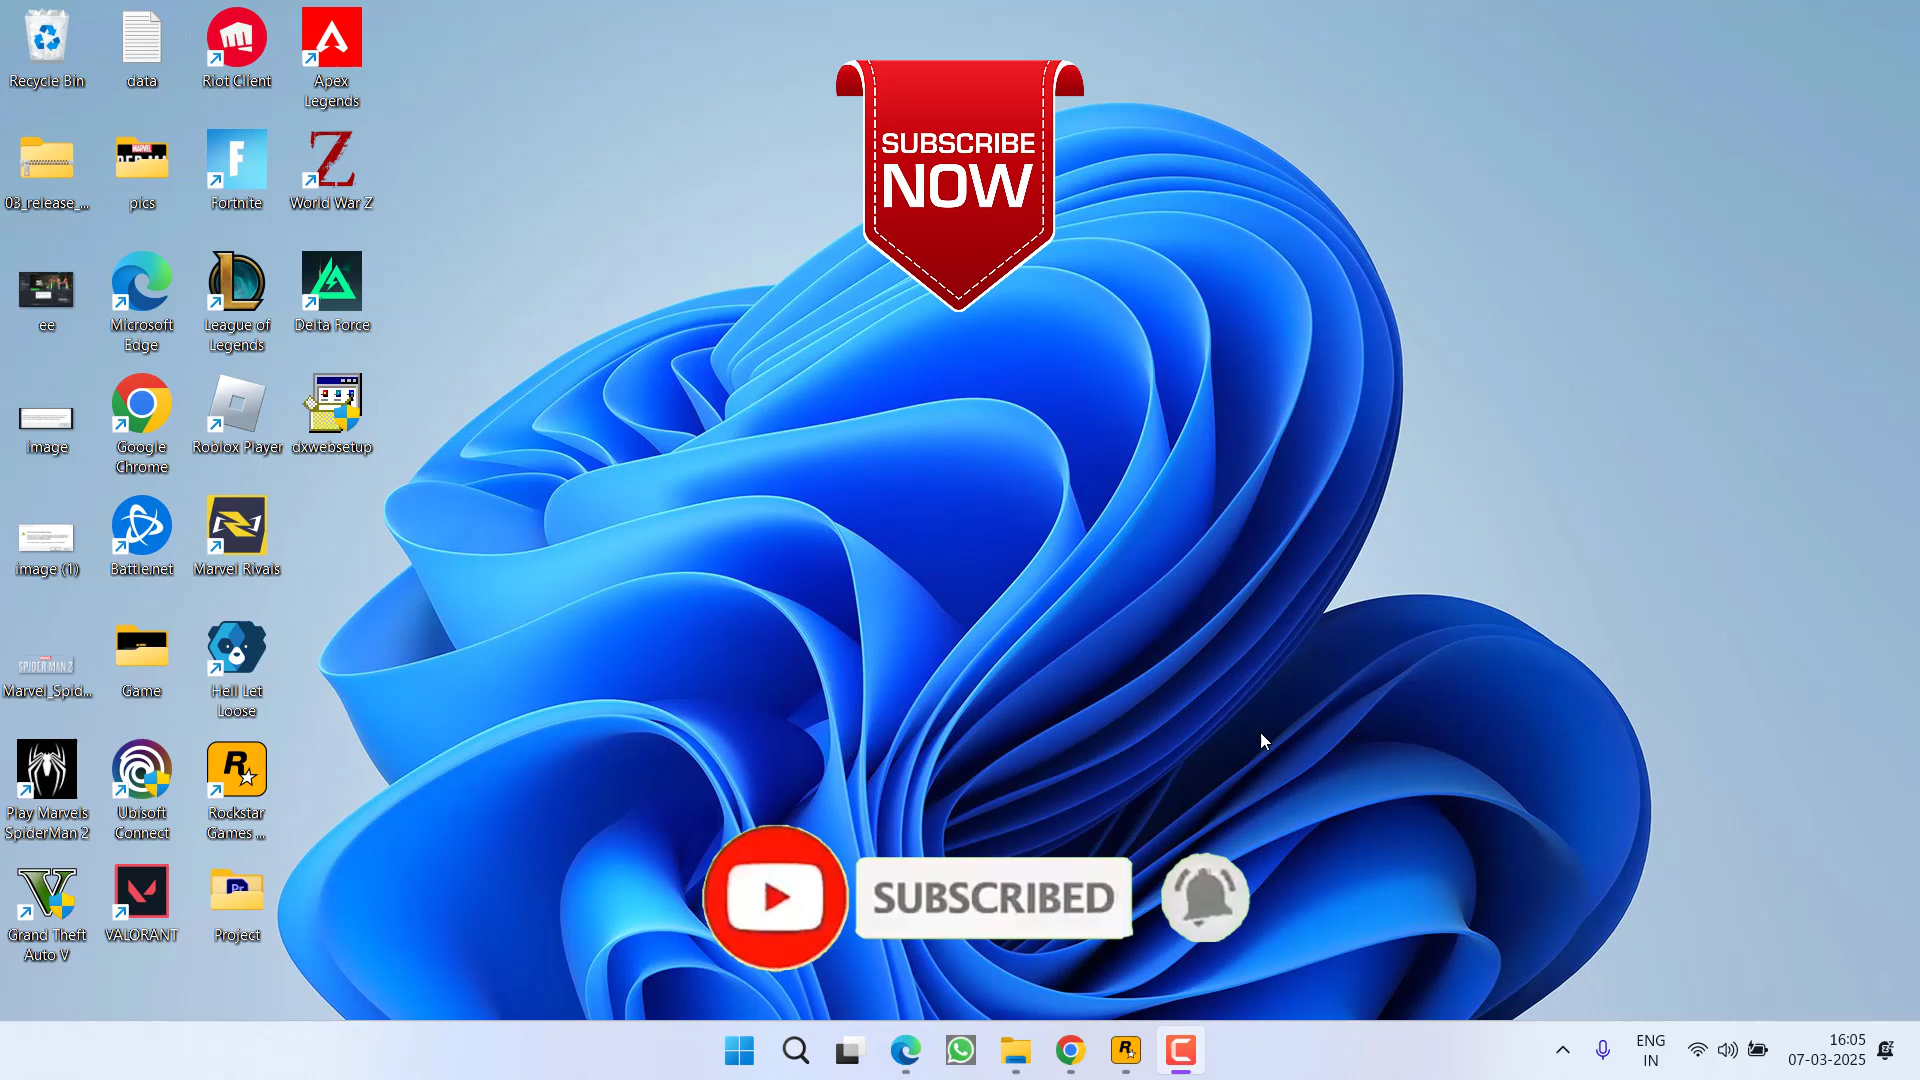 Recycle Bin
data
Riot Client
Apex
Legends
SUBSCRIBE
NOW
03_release_...
pics
Fortnite
World War Z
ee
Microsoft
Edge
League of
Legends
Delta Force
image
Google
Chrome
Roblox Player
dxwebsetup
image (1)
Battle.net
Marvel Rivals
Marvel_Spid...
Game
Hell Let
Loose
Play Marvels
SpiderMan 2
Ubisoft
Connect
Rockstar
Games ...
SUBSCRIBED
Grand Theft
Auto V
VALORANT
Pr
Project
ENG
IN
16:05
07-03-2025